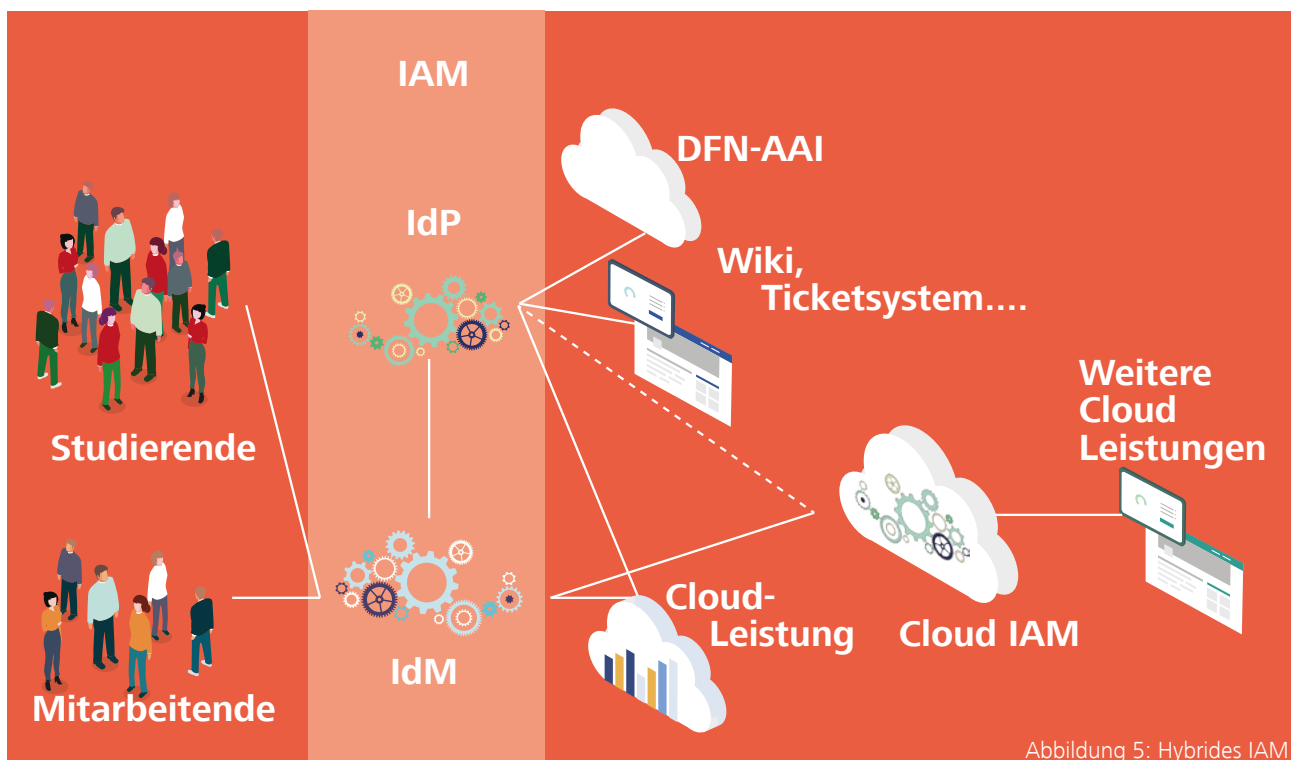 IAM
DFN-AAI
IdP
Wiki,
Ticketsystem....
Weitere
Cloud
Leistungen
Studierende
Cloud-
Leistung
Cloud IAM
IdM
Mitarbeitende
Abbildung 5: Hybrides IAM